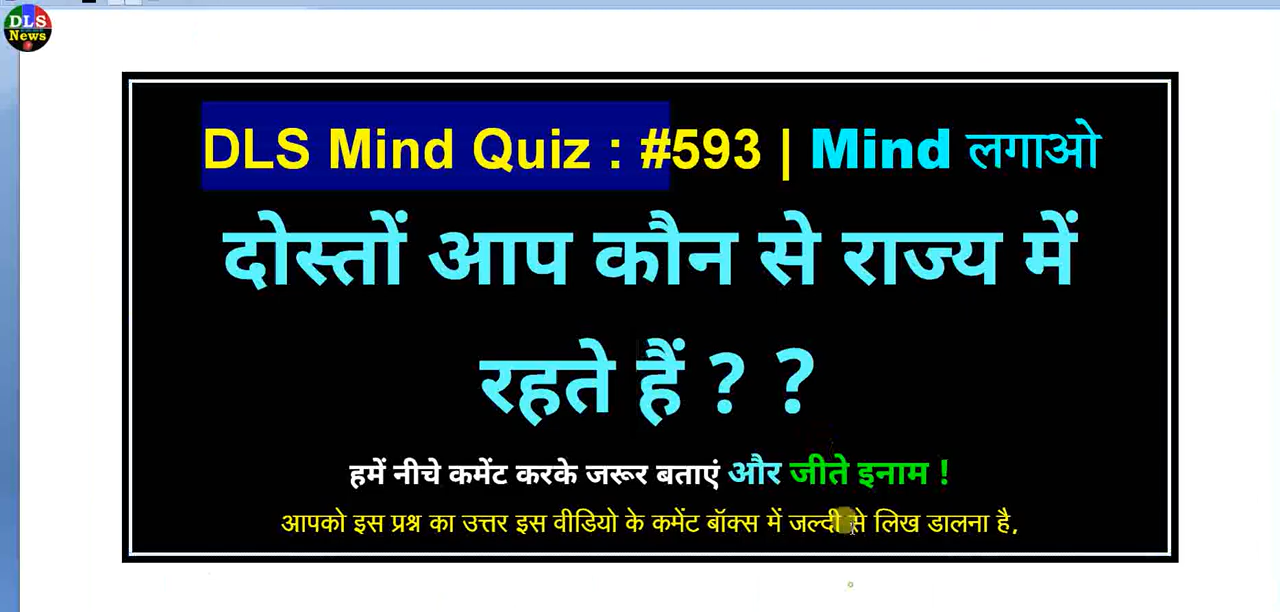 DLS
News
DLS Mind Quiz : #593 | Mind लगाओ
दोस्तों आप कौन से राज्य में
रहते हैं ? ?
हमें नीचे कमेंट करके जरूर बताएं और जीते इनाम !
आपको इस प्रश्न का उत्तर इस वीडियो के कमेंट बॉक्स में जल्दी से लिख डालना है,